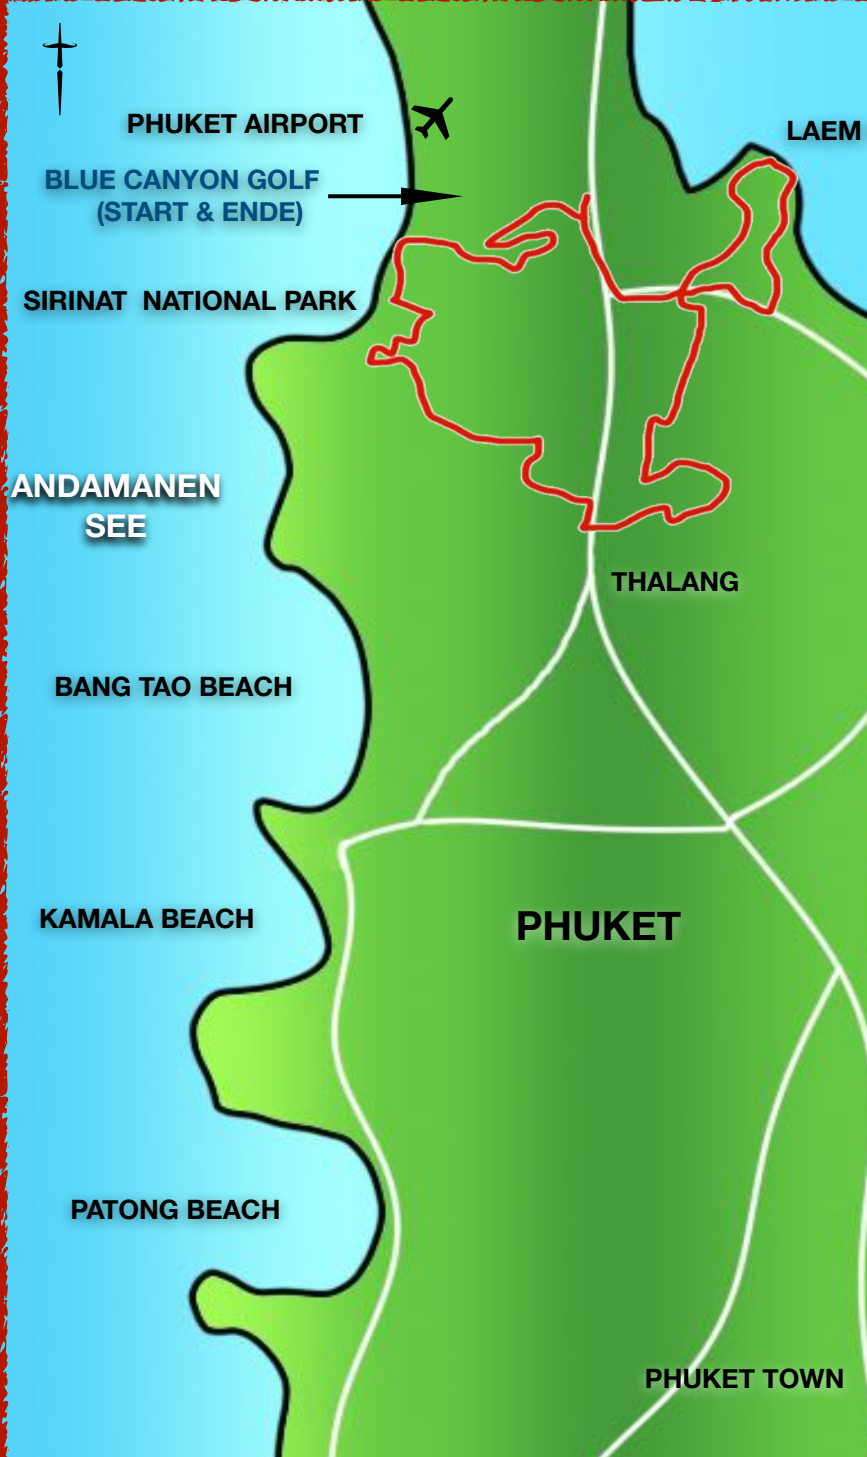 PHUKET AIRPORT
LAEM
BLUE CANYON GOLF
(START & ENDE)
SIRINAT NATIONAL PARK
ANDAMANEN
SEE
THALANG
BANG TAO BEACH
KAMALA BEACH
PHUKET
PATONG BEACH
PHUKET TOWN